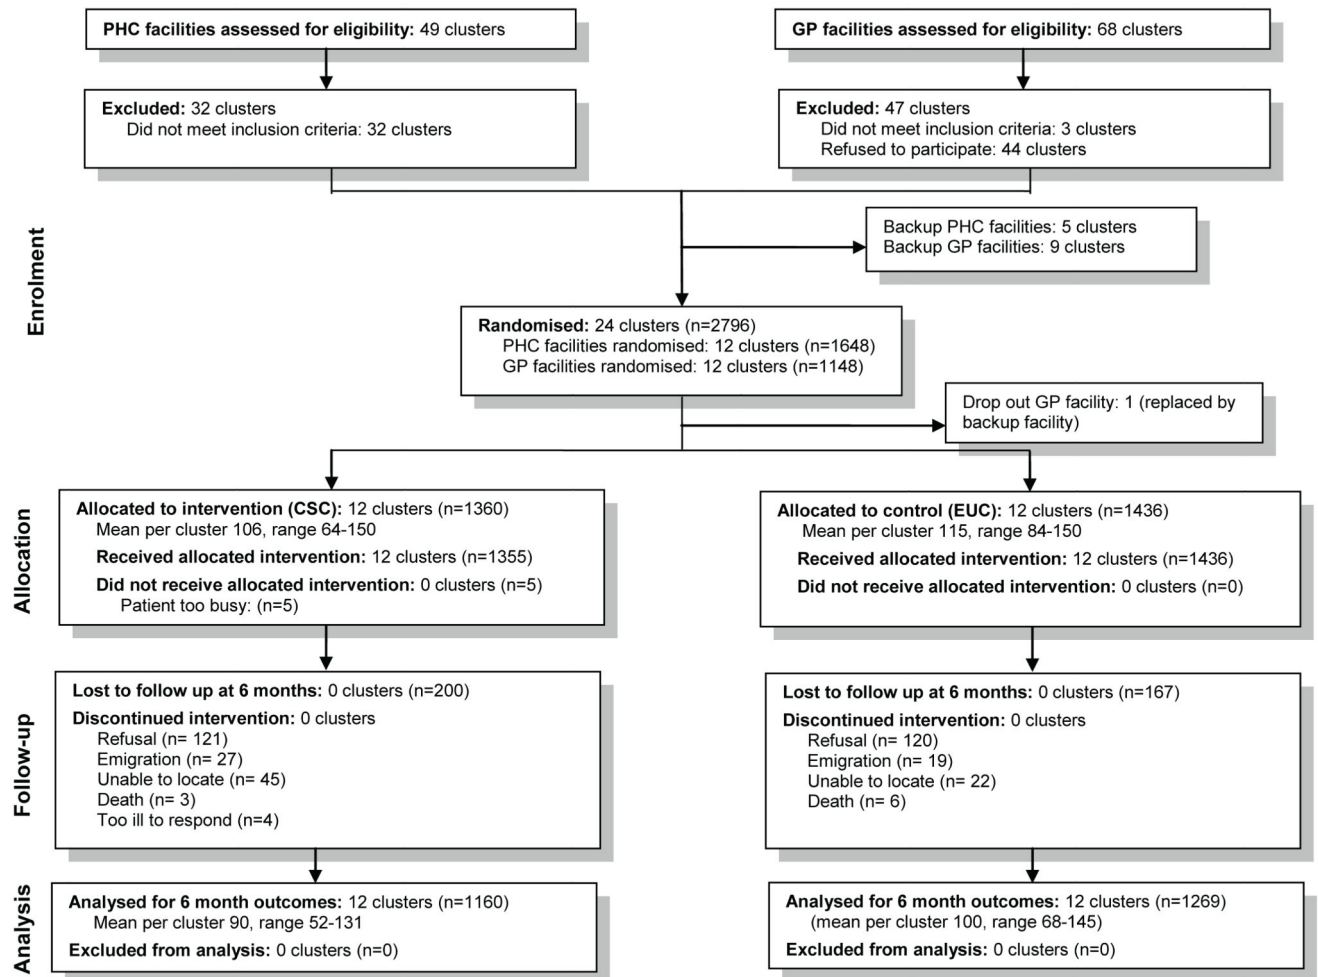 PHC facilities assessed for eligibility: 49 clusters
GP facilities assessed for eligibility: 68 clusters
Excluded: 32 clusters
Did not meet inclusion criteria: 32 clusters
Excluded: 47 clusters
Did not meet inclusion criteria: 3 clusters
Refused to participate: 44 clusters
Enrolment
Backup PHC facilities: 5 clusters
Backup GP facilities: 9 clusters
Randomised: 24 clusters (n=2796)
PHC facilities randomised: 12 clusters (n=1648)
GP facilities randomised: 12 clusters (n=1148)
Drop out GP facility: 1 (replaced by
backup facility)
Allocation
Allocated to intervention (CSC): 12 clusters (n=1360)
Mean per cluster 106, range 64-150
Received allocated intervention: 12 clusters (n=1355)
Did not receive allocated intervention: 0 clusters (n=5)
Patient too busy: (n=5)
Allocated to control (EUC): 12 clusters (n=1436)
Mean per cluster 115, range 84-150
Received allocated intervention: 12 clusters (n=1436)
Did not receive allocated intervention: 0 clusters (n=0)
Follow-up
Lost to follow up at 6 months: 0 clusters (n=200)
Discontinued intervention: 0 clusters
Refusal (n= 121)
Emigration (n= 27)
Unable to locate (n= 45)
Death (n= 3)
Too ill to respond (n=4)
Lost to follow up at 6 months: 0 clusters (n=167)
Discontinued intervention: 0 clusters
Refusal (n= 120)
Emigration (n= 19)
Unable to locate (n= 22)
Death (n= 6)
Analysis
Analysed for 6 month outcomes: 12 clusters (n=1160)
Mean per cluster 90, range 52-131
Excluded from analysis: 0 clusters (n=0)
Analysed for 6 month outcomes: 12 clusters (n=1269)
(mean per cluster 100, range 68-145)
Excluded from analysis: 0 clusters (n=0)